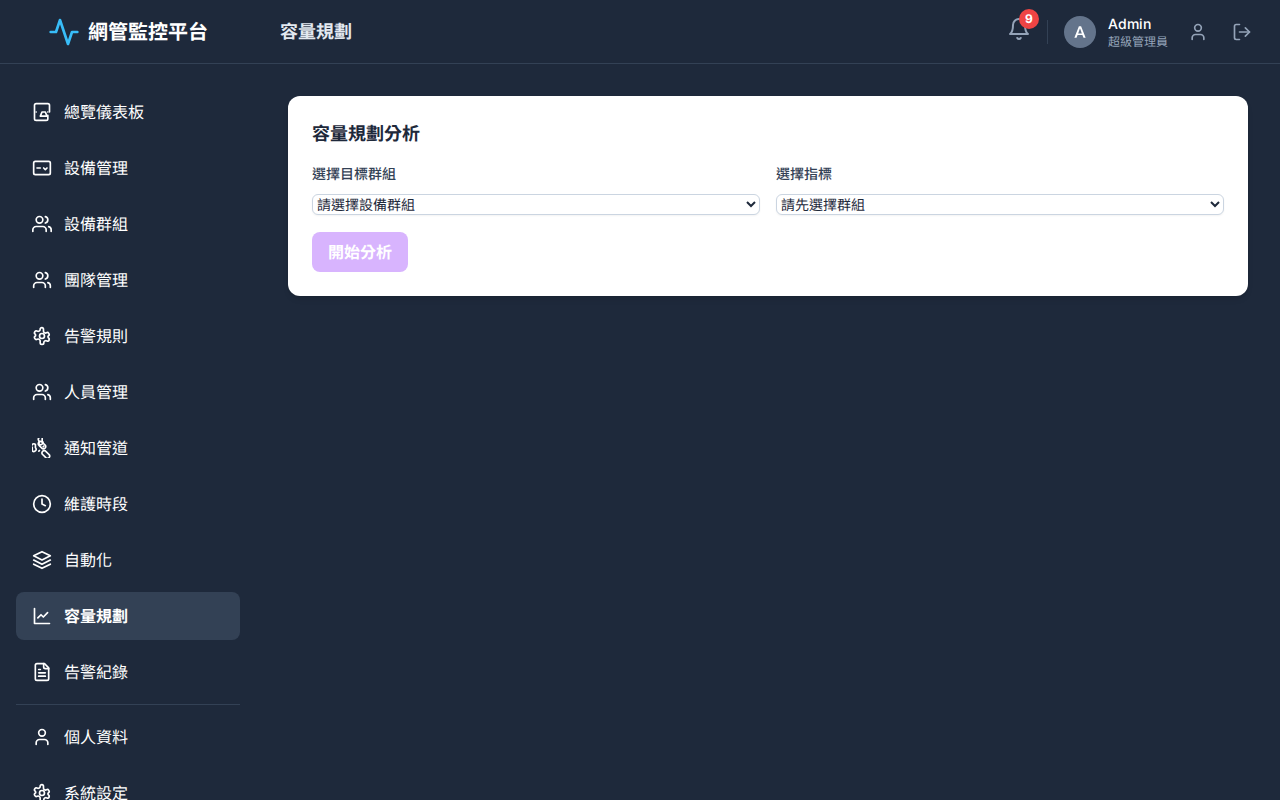 網管監控平台
容量規劃
9
A
Admin
超級管理員
總覽儀表板
設備管理
設備群組
團隊管理
告警規則
人員管理
通知管道
維護時段
自動化
容量規劃
告警紀錄
個人資料
系統設定
容量規劃分析
選擇目標群組
選擇指標
請選擇設備群組
請先選擇群組
開始分析